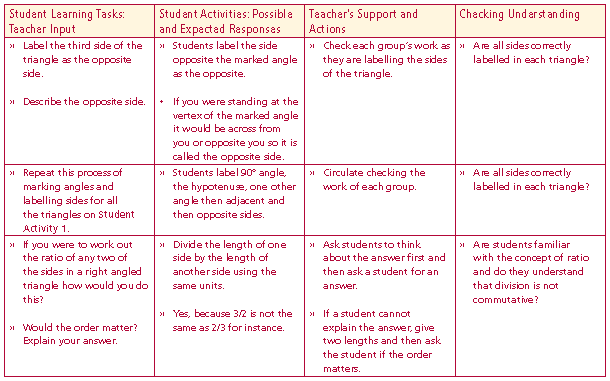 Student Learning Tasks:
Teacher Input
Student Activities: Possible
and Expected Responses
Teacher's Support and
Actions
Checking Understanding
» Label the third side of the
triangle as the opposite
side.
» Describe the opposite side.
» Students label the side
opposite the marked angle
as the opposite.
• If you were standing at the
vertex of the marked angle
it would be across from
you or opposite you so it is
called the opposite side.
» Check each group's work as
they are labelling the sides
of the triangle.
» Are all sides correctly
labelled in each triangle?
» Repeat this process of
marking angles and
labelling sides for all
the triangles on Student
Activity 1.
» Students label 90° angle,
the hypotenuse, one other
angle then adjacent and
then opposite sides.
» Circulate checking the
work of each group.
» Are all sides correctly
labelled in each triangle?
» If you were to work out
the ratio of any two of
the sides in a right angled
triangle how would you do
this?
» Would the order matter?
Explain your answer.
» Divide the length of one
side by the length of
another side using the
same units.
» Yes, because 3/2 is not the
same as 2/3 for instance.
» Ask students to think
about the answer first and
then ask a student for an
answer.
» If a student cannot
explain the answer, give
two lengths and then ask
the student if the order
matters.
» Are students familiar
with the concept of ratio
and do they understand
that division is not
commutative?